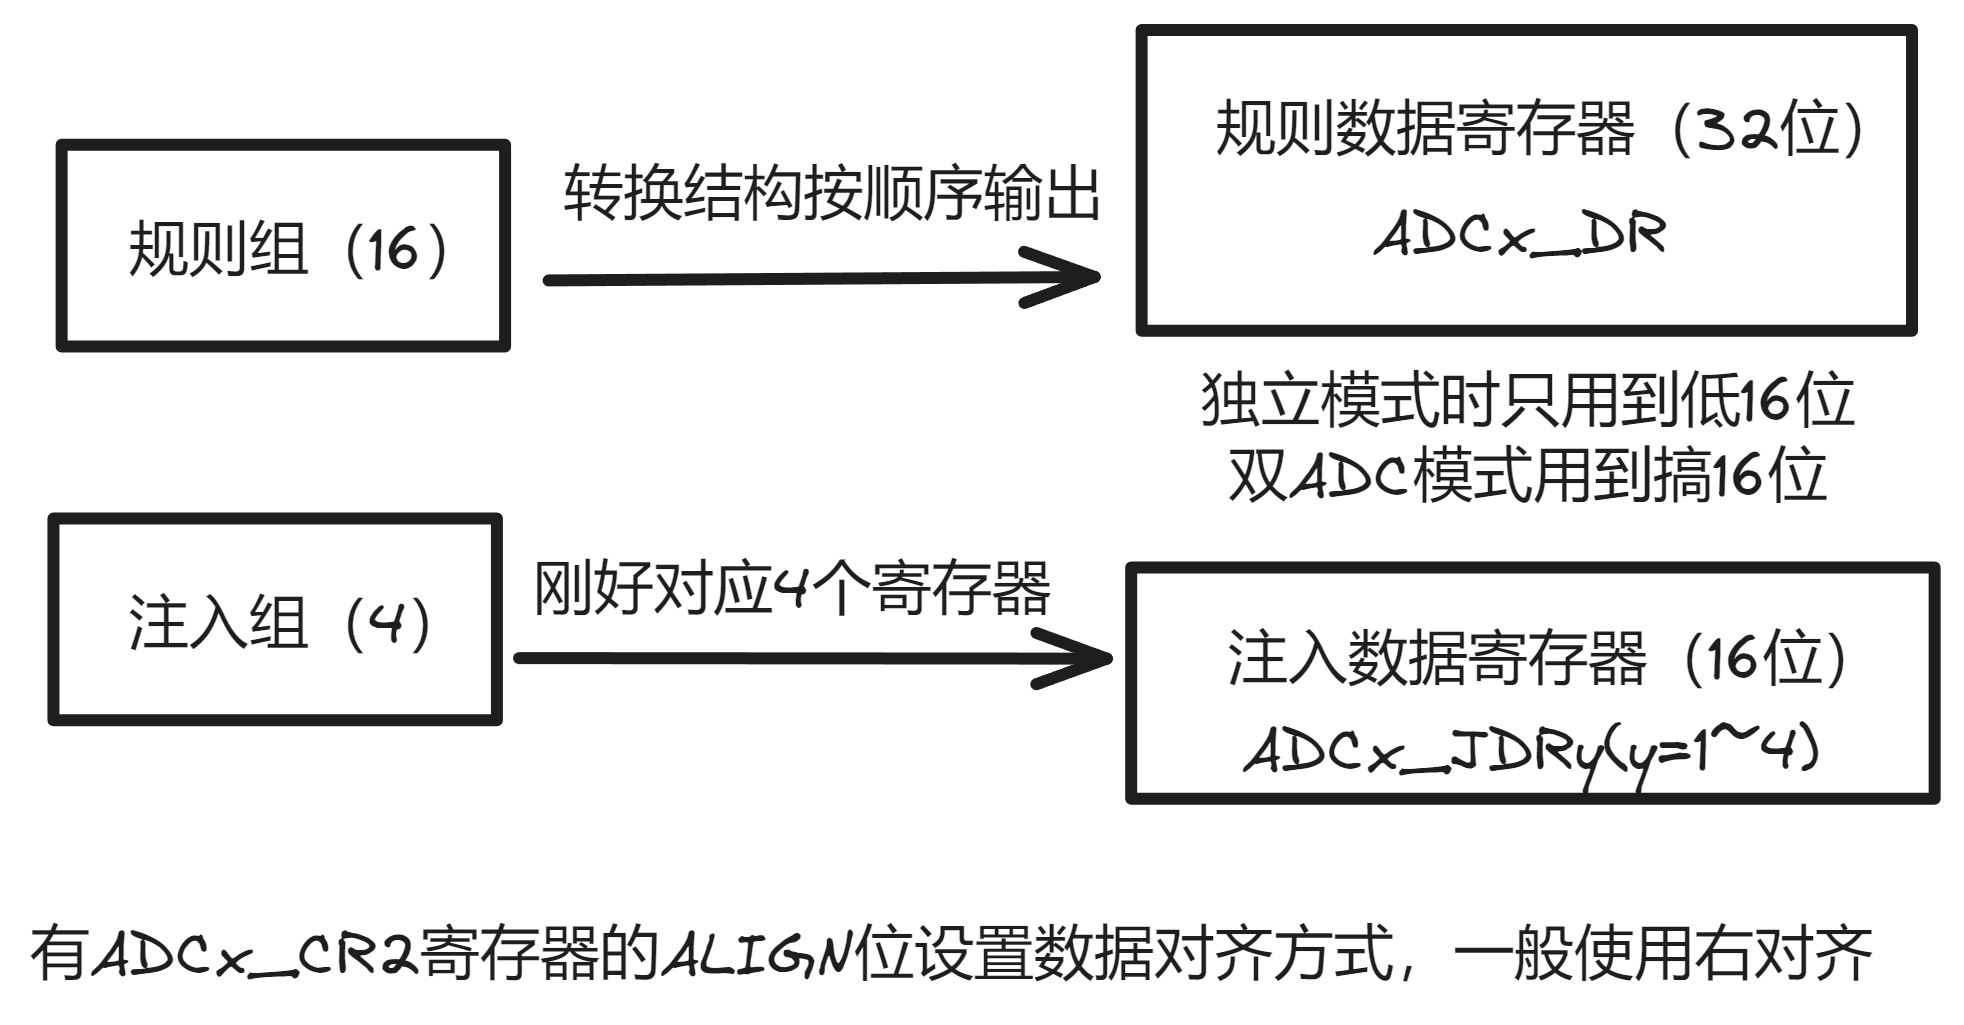 规则组（16）
转换结构按顺序输出
规则数据寄存器（32位）
ADCx_DR
独立模式时只用到低16位
双ADC模式用到搞16位
注入组（4）
刚好对应4个寄存器
注入数据寄存器（16位）
ADCx_JDRy(y=1~4)
有ADCx_CR2寄存器的ALIGN位设置数据对齐方式，一般使用右对齐